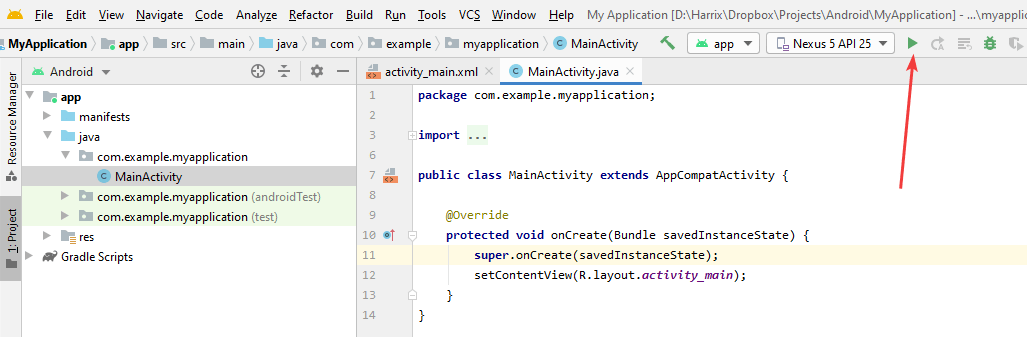 Edit View Navigate Code Analyze Refactor Build Run Tools VCS Window Help My Application [D:\Harrix\Dropbox\Projects\Android\MyApplication] - ...\myapplic
MyApplication app src main java com example myapplication MainActivity app Nexus 5 API 25
Resource Manager
1: Project
Android
app
manifests
java
com.example.myapplication
MainActivity
com.example.myapplication (androidTest)
com.example.myapplication (test)
res
Gradle Scripts
activity_main.xml MainActivity.java
1 package com.example.myapplication;
2
3 import ...
6
7 public class MainActivity extends AppCompatActivity {
8
9 @Override
10 protected void onCreate(Bundle savedInstanceState) {
11 super.onCreate(savedInstanceState);
12 setContentView(R.layout.activity_main);
13 }
14 }